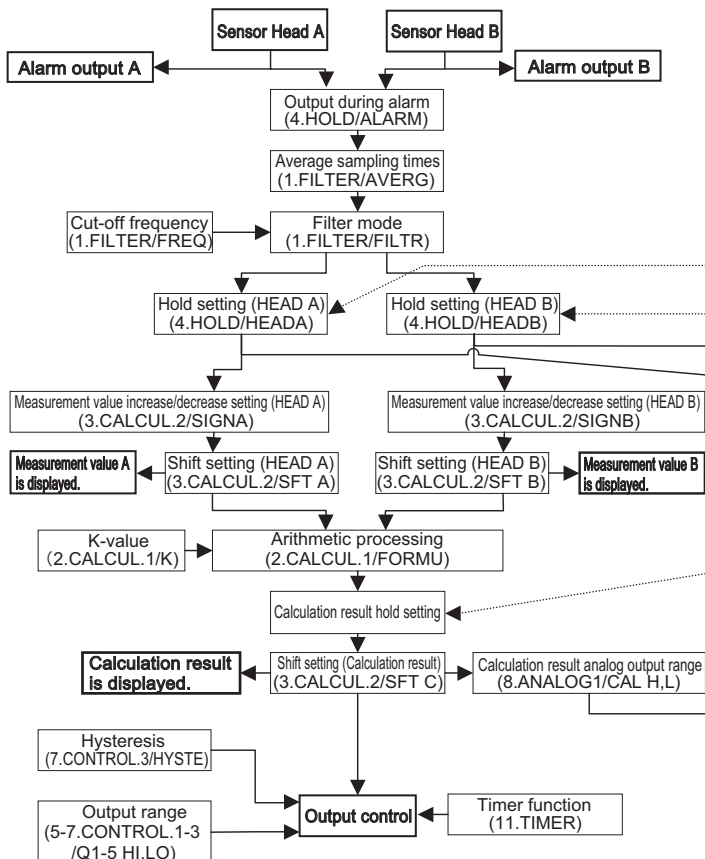 Sensor Head A
Sensor Head B
Alarm output A
Alarm output B
Output during alarm
(4.HOLD/ALARM)
Average sampling times
(1.FILTER/AVERG)
Cut-off frequency
(1.FILTER/FREQ)
Filter mode
(1.FILTER/FILTR)
Hold setting (HEAD A)
(4.HOLD/HEADA)
Hold setting (HEAD B)
(4.HOLD/HEADB)
Measurement value increase/decrease setting (HEAD A)
(3.CALCUL.2/SIGNA)
Measurement value increase/decrease setting (HEAD B)
(3.CALCUL.2/SIGNB)
Measurement value A
is displayed.
Shift setting (HEAD A)
(3.CALCUL.2/SFT A)
Shift setting (HEAD B)
(3.CALCUL.2/SFT B)
Measurement value B
is displayed.
K-value
(2.CALCUL.1/K)
Arithmetic processing
(2.CALCUL.1/FORMU)
Calculation result hold setting
Calculation result
is displayed.
Shift setting (Calculation result)
(3.CALCUL.2/SFT C)
Calculation result analog output range
(8.ANALOG1/CAL H,L)
Hysteresis
(7.CONTROL.3/HYSTE)
Output range
(5-7.CONTROL.1-3
/Q1-5 HI.LO)
Output control
Timer function
(11.TIMER)